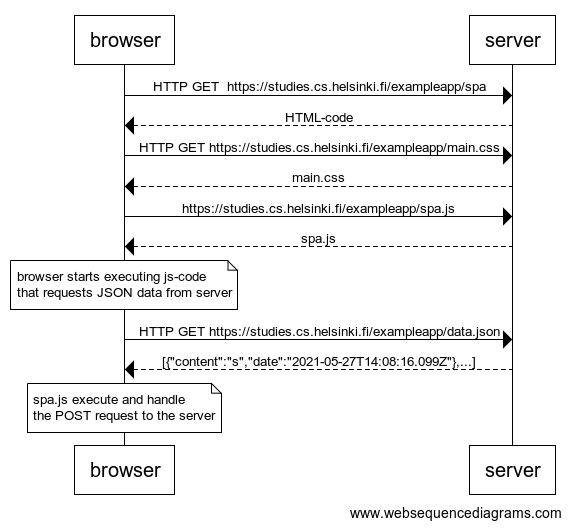 browser
server
HTTP GET  https://studies.cs.helsinki.fi/exampleapp/spa
HTML-code
HTTP GET https://studies.cs.helsinki.fi/exampleapp/main.css
main.css
https://studies.cs.helsinki.fi/exampleapp/spa.js
spa.js
browser starts executing js-code
that requests JSON data from server
HTTP GET https://studies.cs.helsinki.fi/exampleapp/data.json
[{"content":"s","date":"2021-05-27T14:08:16.099Z"},...]
spa.js execute and handle
the POST request to the server
browser
server
www.websequencediagrams.com